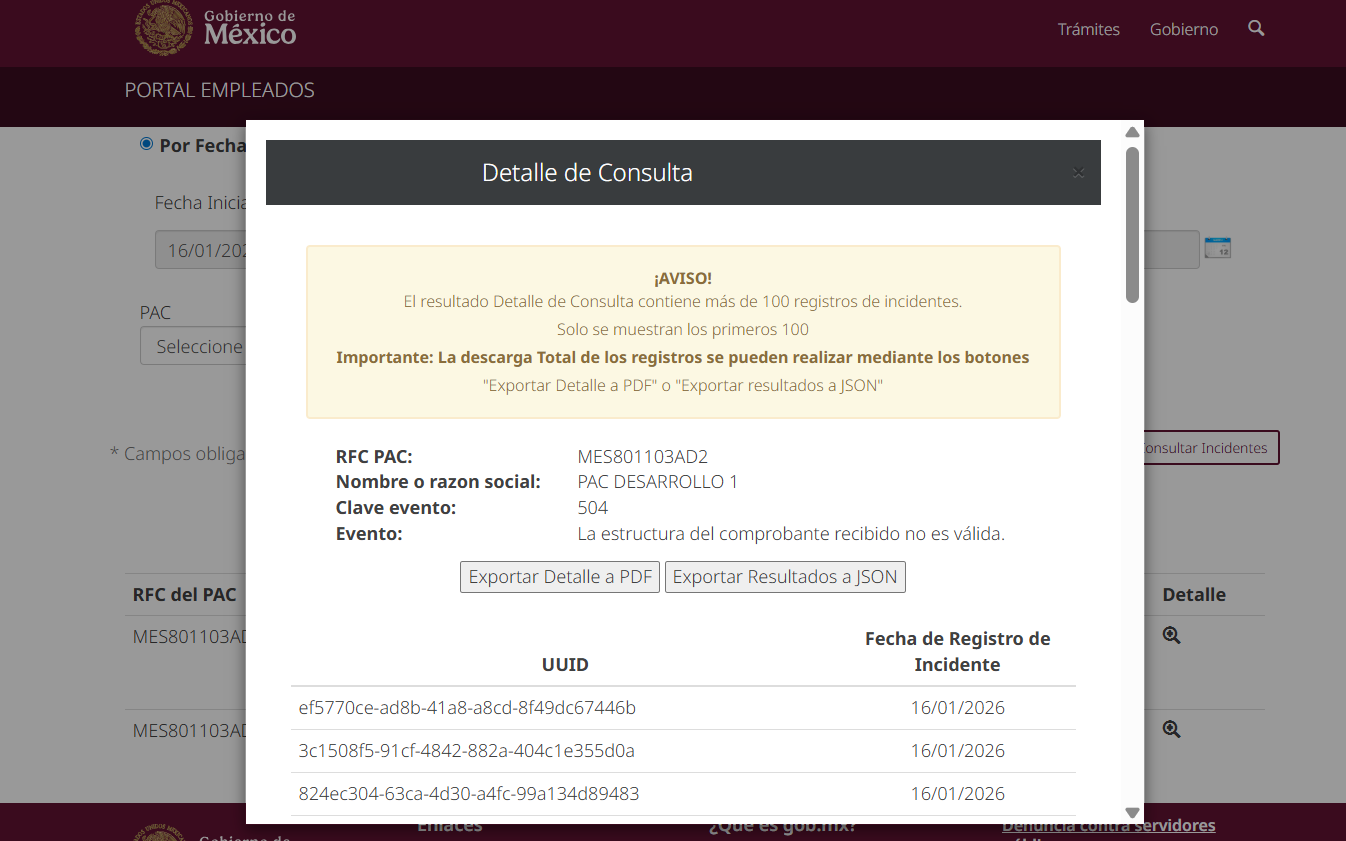 Gobierno de
México
Trámites Gobierno
PORTAL EMPLEADOS
Por Fecha
Fecha Inicia
16/01/202
PAC
Seleccione
* Campos obliga
onsultar Incidentes
RFC del PAC
Detalle
MES801103AD
MES801103AD
Detalle de Consulta
×
¡AVISO!
El resultado Detalle de Consulta contiene más de 100 registros de incidentes.
Solo se muestran los primeros 100
Importante: La descarga Total de los registros se pueden realizar mediante los botones
"Exportar Detalle a PDF" o "Exportar resultados a JSON"
RFC PAC: MES801103AD2
Nombre o razon social: PAC DESARROLLO 1
Clave evento: 504
Evento: La estructura del comprobante recibido no es válida.
Exportar Detalle a PDF Exportar Resultados a JSON
UUID Fecha de Registro de
Incidente
ef5770ce-ad8b-41a8-a8cd-8f49dc67446b 16/01/2026
3c1508f5-91cf-4842-882a-404c1e355d0a 16/01/2026
824ec304-63ca-4d30-a4fc-99a134d89483 16/01/2026
Gobierno de
Enlaces
¿Qué es gob.mx?
Denuncia contra servidores